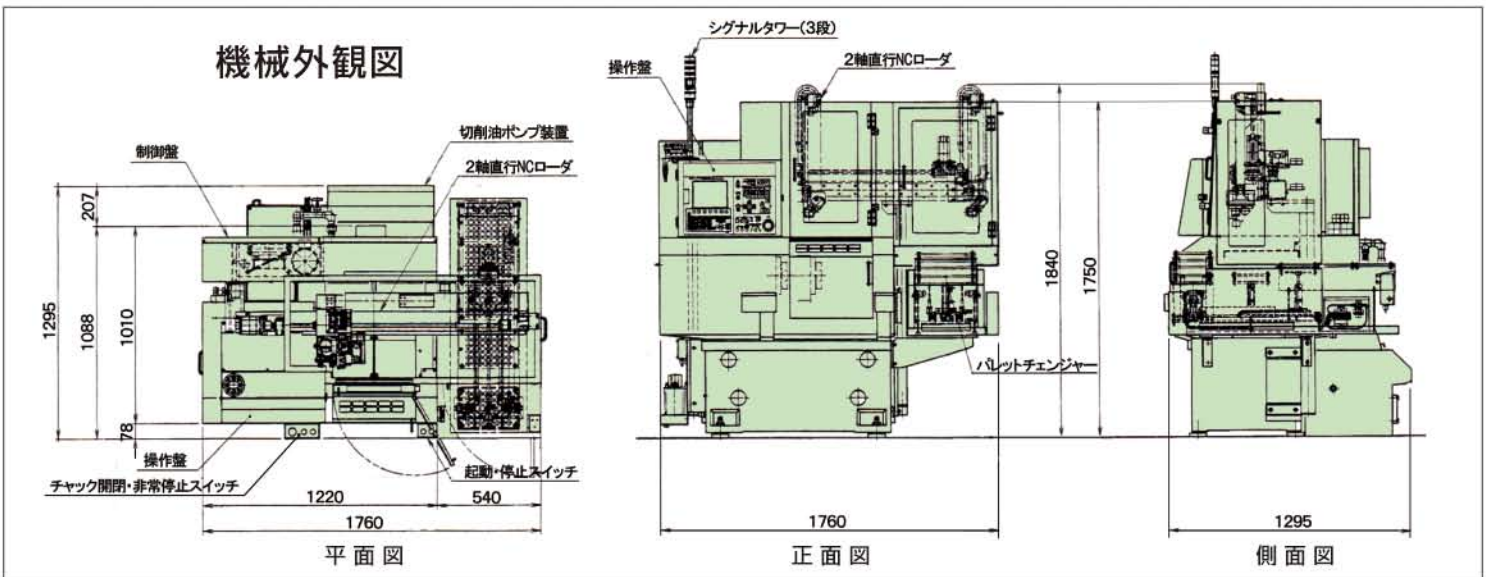 機械外観図
シグナルタワー(3段)
操作盤
2軸直行NCローダ
切削油ポンプ装置
制御盤
2軸直行NCローダ
207
1295
1088
1010
78
1840
1750
パレットチェンジャー
操作盤
起動・停止スイッチ
チャック開閉・非常停止スイッチ
1220
540
1760
1760
1295
平面図
正面図
側面図